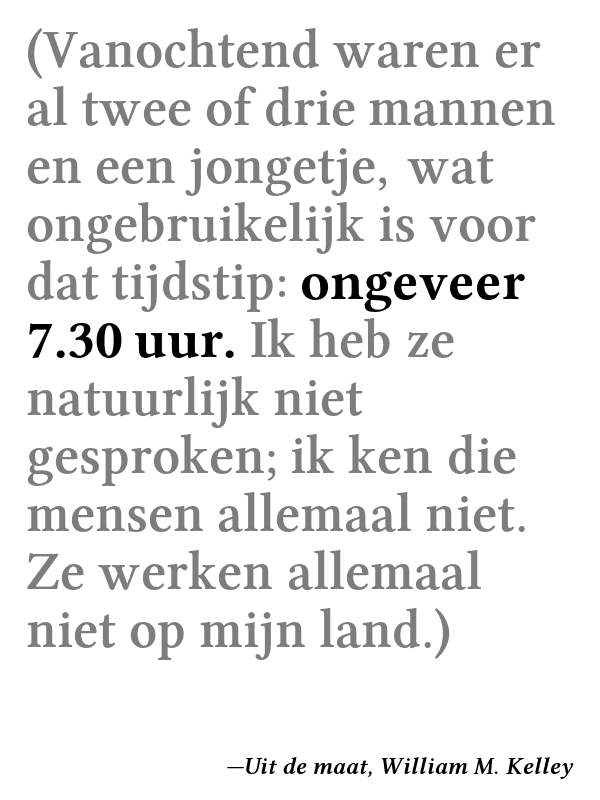 (Vanochtend waren er
al twee of drie mannen
en een jongetje, wat
ongebruikelijk is voor
dat tijdstip: ongeveer
7.30 uur. Ik heb ze
natuurlijk niet
gesproken; ik ken die
mensen allemaal niet.
Ze werken allemaal
niet op mijn land.)
—Uit de maat, William M. Kelley